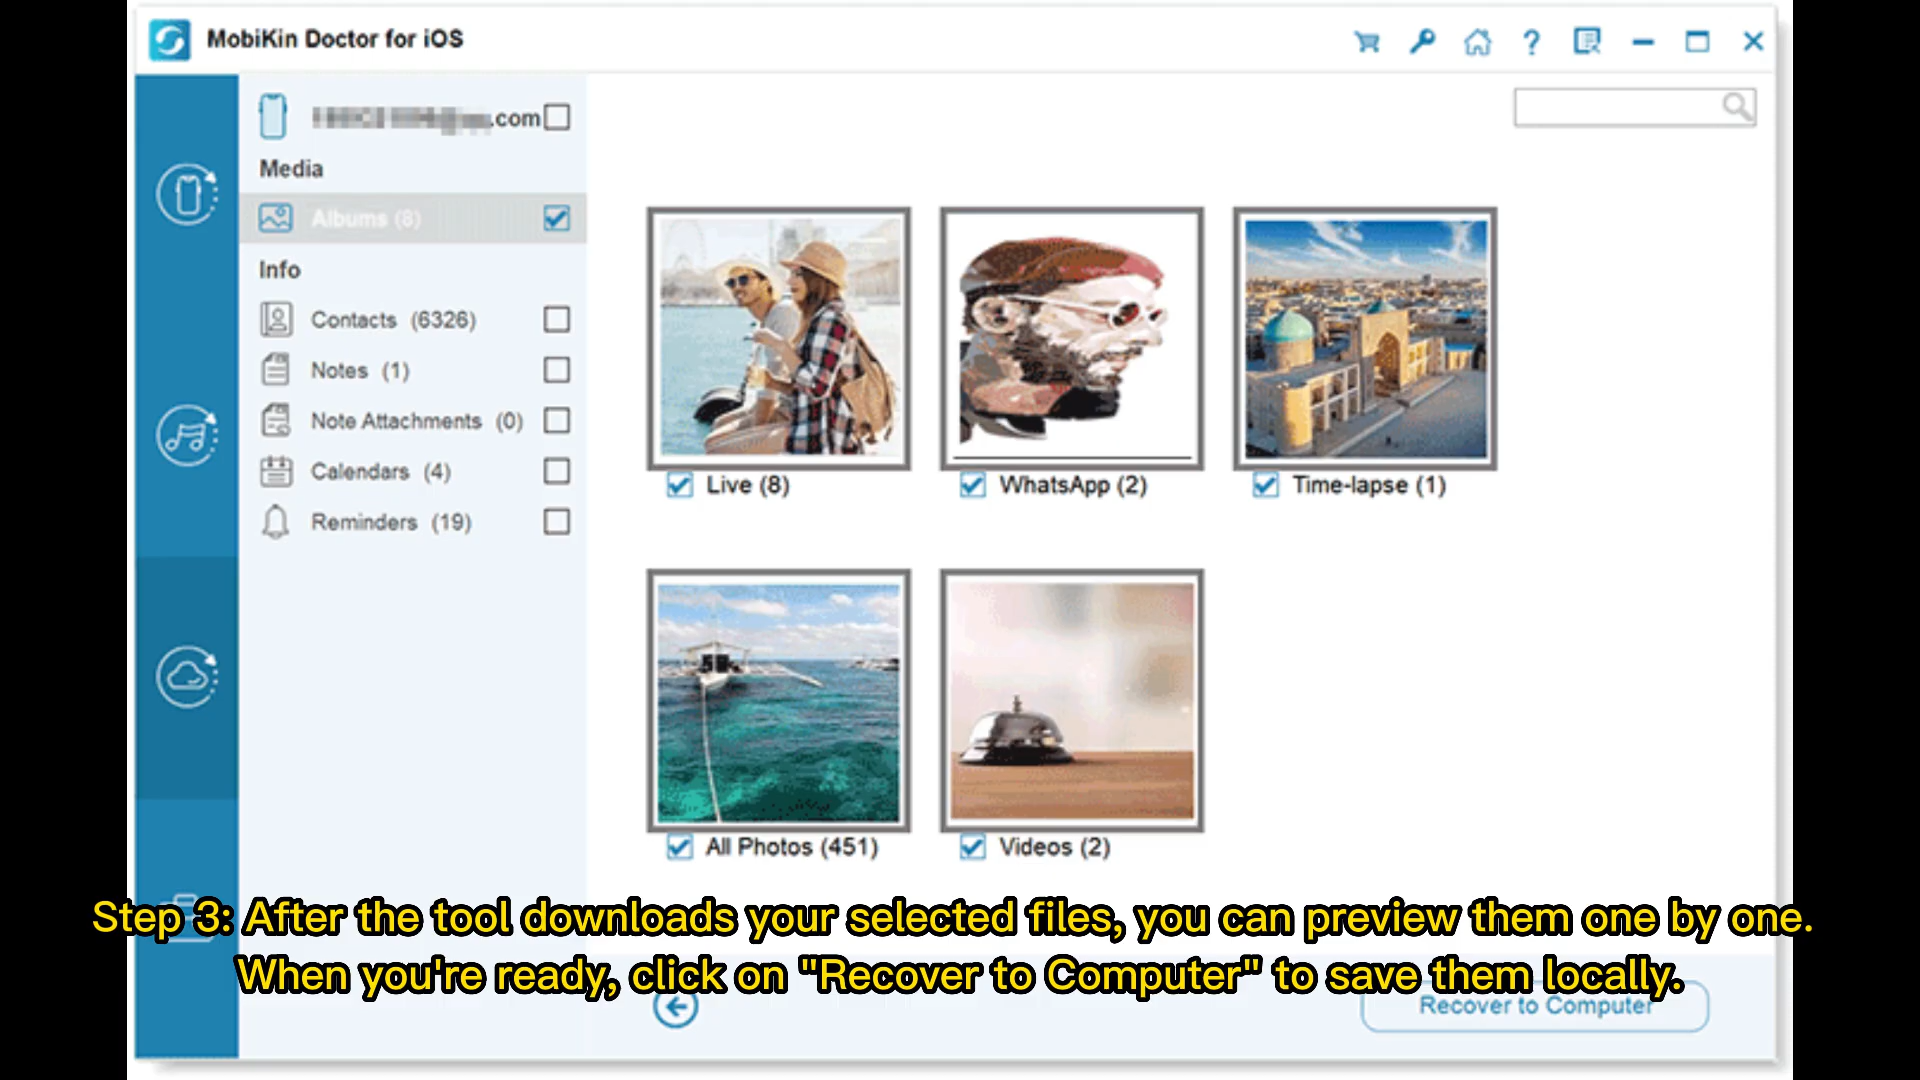 MobiKin Doctor for iOS
.com
Media
Albums (8)
Info
Contacts (6326)
Notes (1)
Note Attachments (0)
Calendars (4)
Reminders (19)
Live (8)
WhatsApp (2)
Time-lapse (1)
All Photos (451)
Videos (2)
Step 3: After the tool downloads your selected files, you can preview them one by one.
When you're ready, click on "Recover to Computer" to save them locally.
Recover to Computer